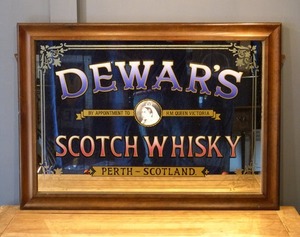 DEWAR'S
BY APPOINTMENT TO H.M. QUEEN VICTORIA
SCOTCH WHISKY
PERTH – SCOTLAND.